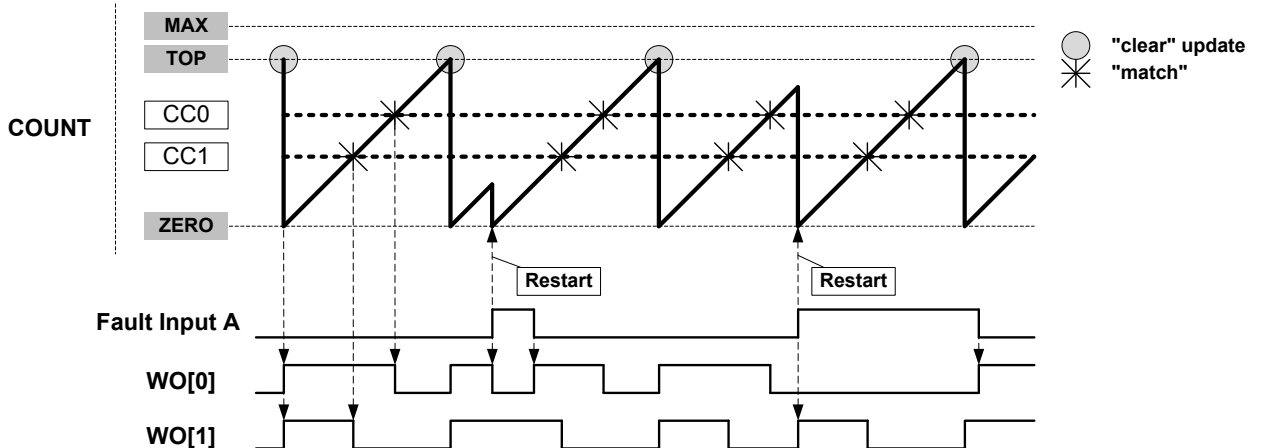 MAX
TOP
"clear" update
"match"
CC0
COUNT
CC1
ZERO
Restart
Restart
Fault Input A
WO[0]
WO[1]